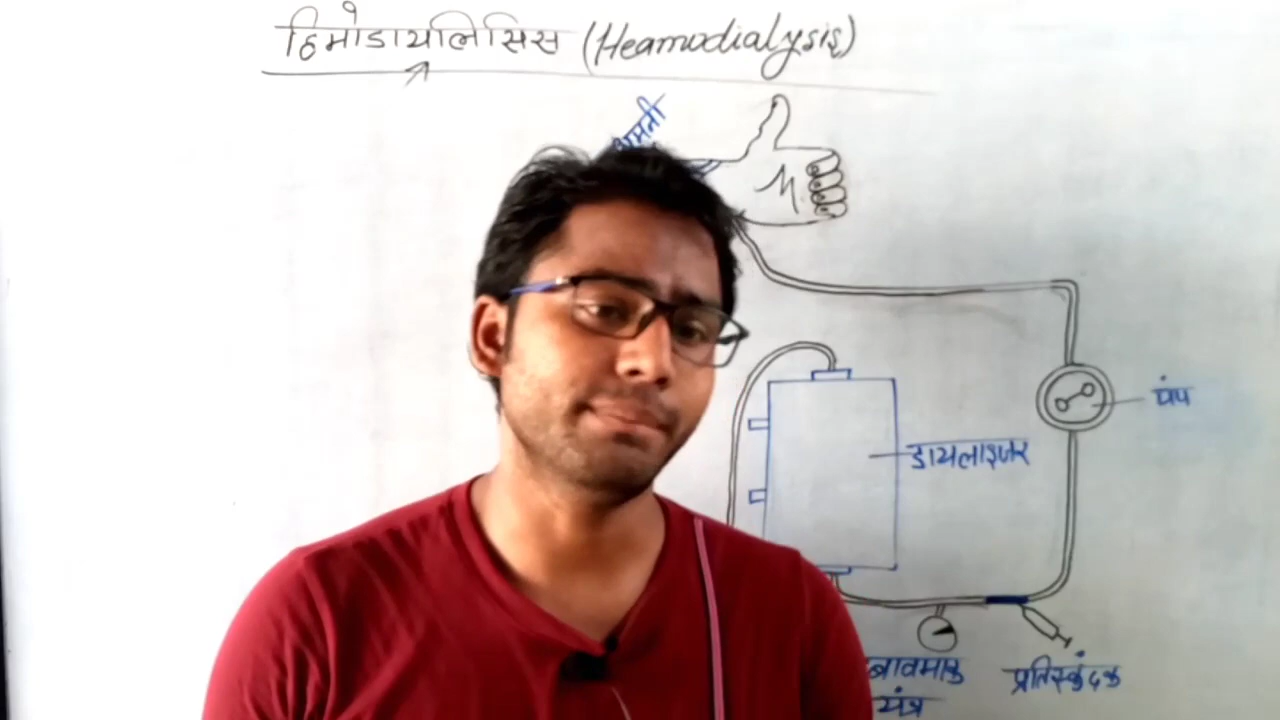 हिमोडायलिसिस (Heamodialysis)
पंप
डायलाइजर
प्रतिस्कंदक
यंत्र